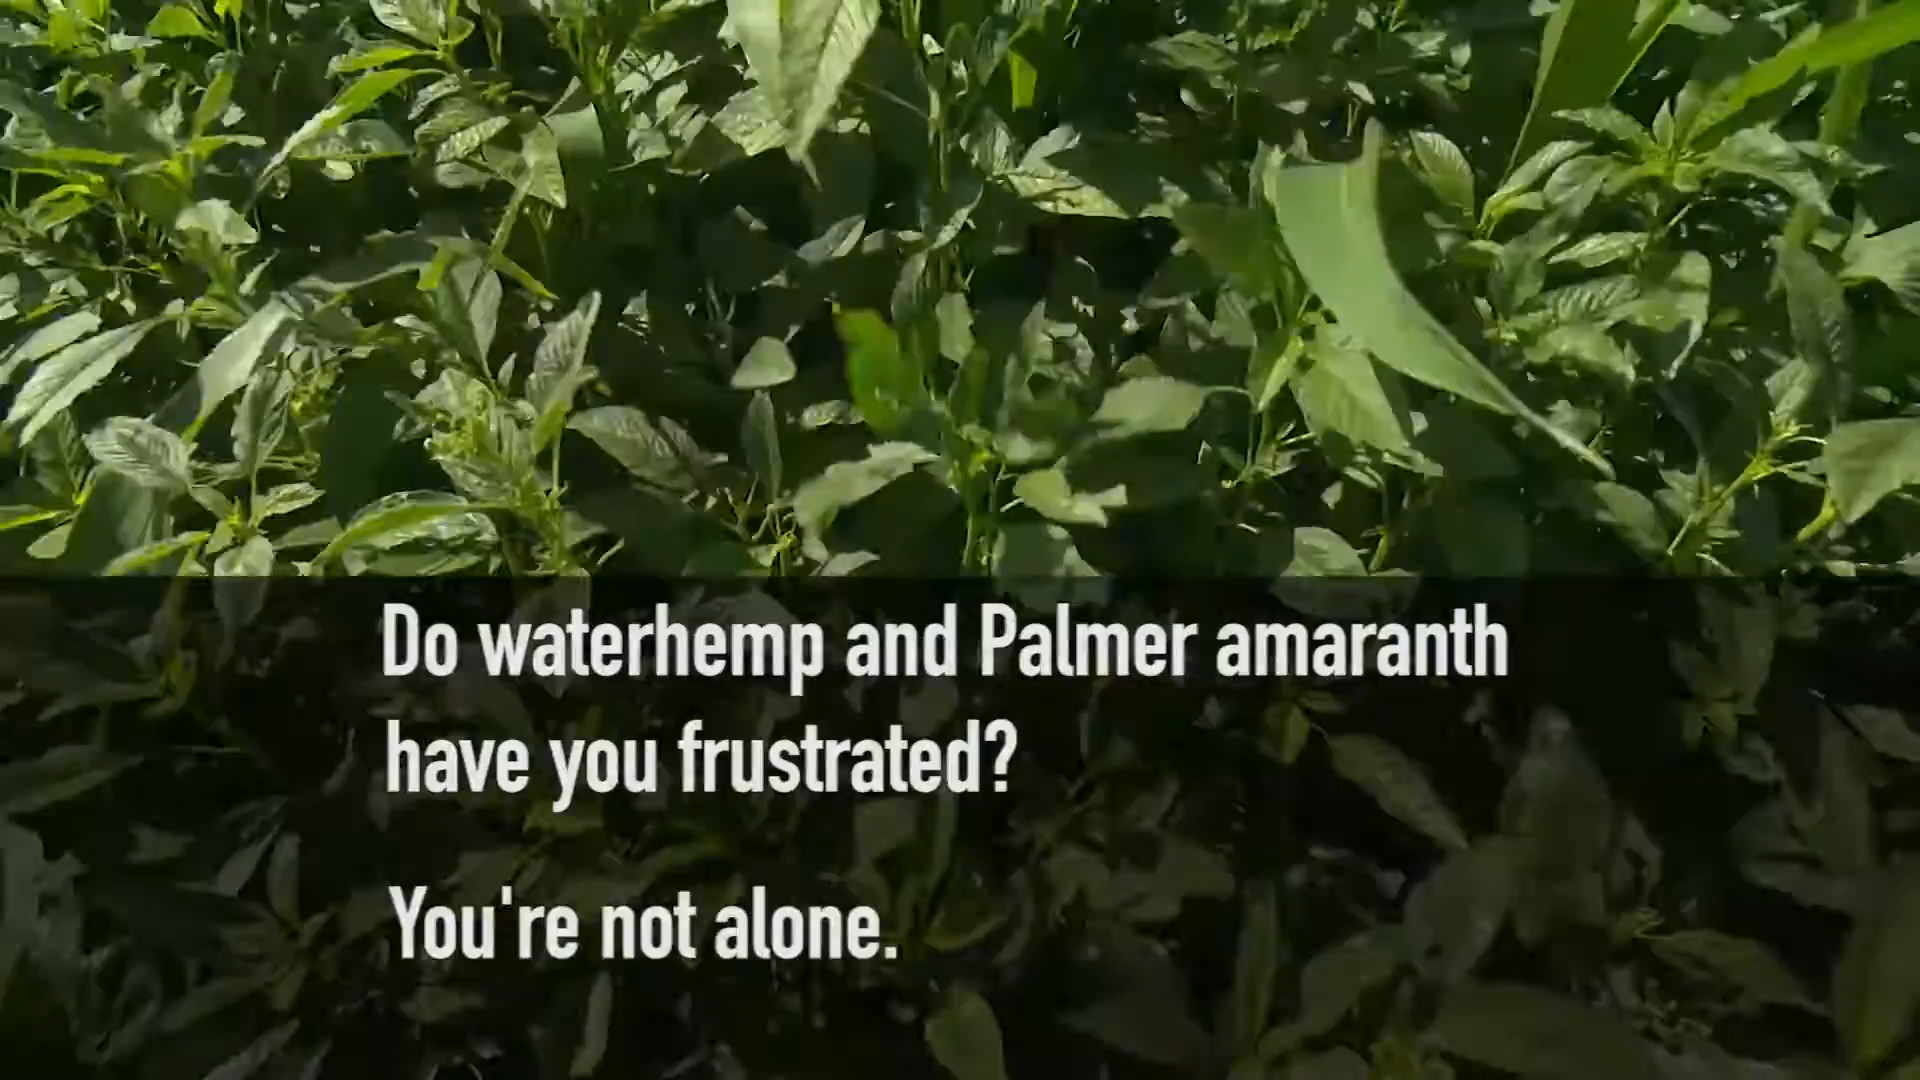 Do waterhemp and Palmer amaranth
have you frustrated?
You're not alone.